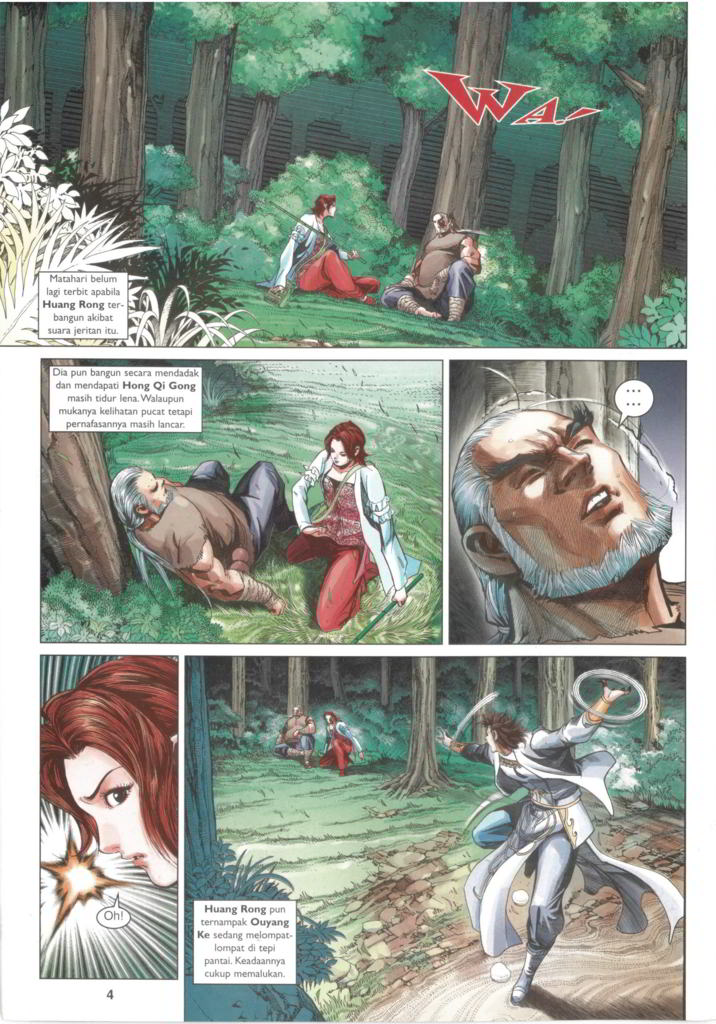 WA!
Matahari belum
lagi terbit apabila
Huang Rong ter-
bangun akibat
suara jeritan itu.
Dia pun bangun secara mendadak
dan mendapati Hong Qi Gong
masih tidur lena. Walaupun
mukanya kelihatan pucat tetapi
pernafasannya masih lancar.
...
...
Oh!
Huang Rong pun
ternampak Ouyang
Ke sedang melompat-
lompat di tepi
pantai. Keadaannya
cukup memalukan.
4